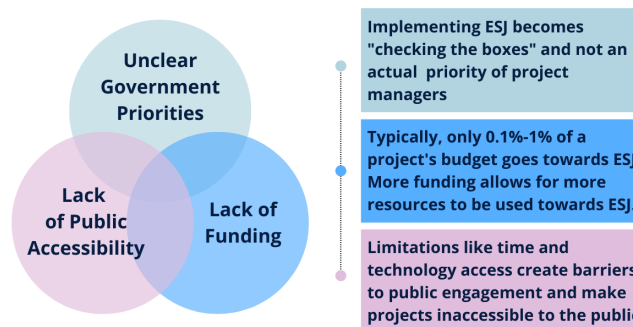 Unclear
Government
Priorities
Lack
of Public
Accessibility
Lack of
Funding
Implementing ESJ becomes
"checking the boxes" and not an
actual priority of project
managers
Typically, only 0.1%-1% of a
project's budget goes towards ESJ.
More funding allows for more
resources to be used towards ESJ.
Limitations like time and
technology access create barriers
to public engagement and make
projects inaccessible to the public